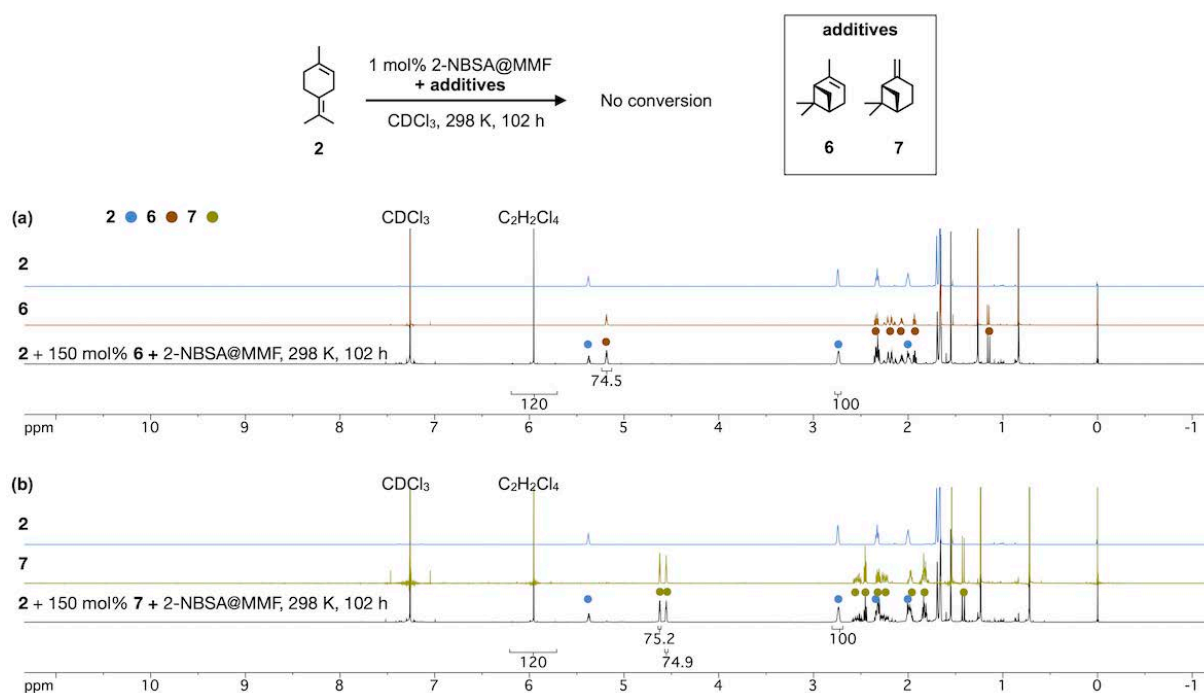 additives
1 mol% 2-NBSA@MMF
+ additives
No conversion
CDCl₃, 298 K, 102 h
2
6 7
(a)
2 6 7
CDCl₃ C₂H₂Cl₄
2
6
2 + 150 mol% 6 + 2-NBSA@MMF, 298 K, 102 h
74.5
120 100
ppm 10 9 8 7 6 5 4 3 2 1 0 -1
(b)
CDCl₃ C₂H₂Cl₄
2
7
2 + 150 mol% 7 + 2-NBSA@MMF, 298 K, 102 h
75.2 100
120 74.9
ppm 10 9 8 7 6 5 4 3 2 1 0 -1